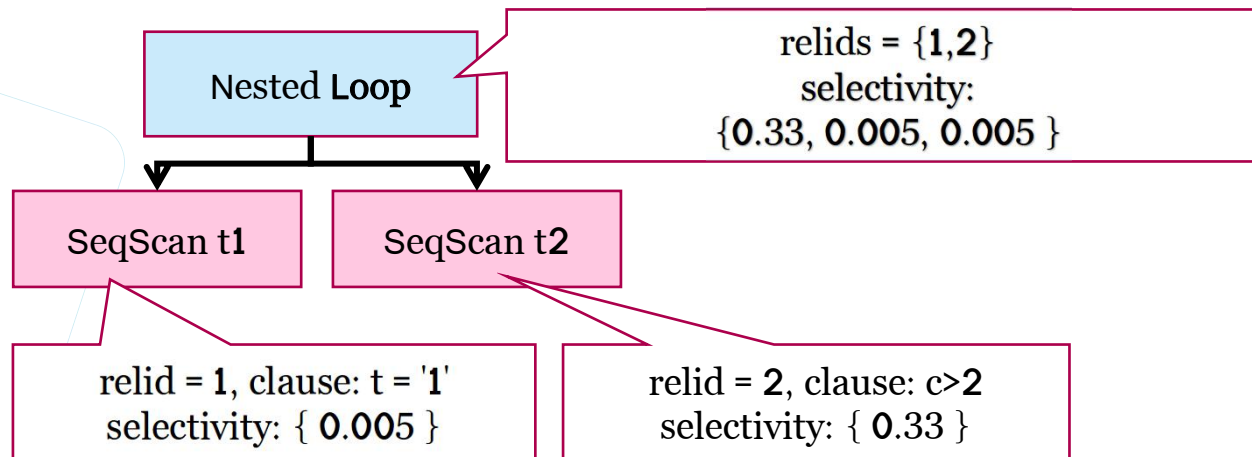 relids = {1,2}
Nested Loop
selectivity:
{0.33, 0.005, 0.005 }
SeqScan t1
SeqScan t2
relid = 1, clause: t = '1'
selectivity: { 0.005 }
relid = 2, clause: c>2
selectivity: { 0.33 }